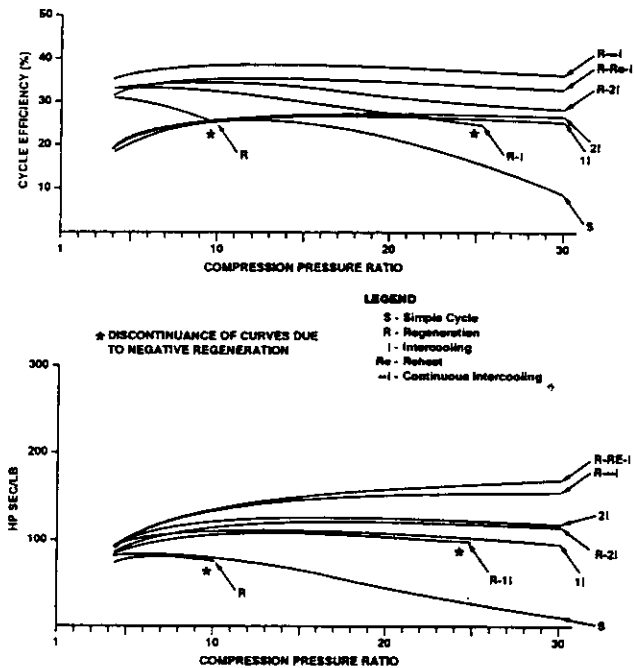 CYCLE EFFICIENCY (%)
50
40
30
20
10
1
10
20
30
COMPRESSION PRESSURE RATIO
R-∞I
R-Re-I
R-2I
2I
1I
R-I
R
S
*
*
LEGEND
S - Simple Cycle
R - Regeneration
I - Intercooling
Re - Reheat
∞I - Continuous Intercooling
* DISCONTINUANCE OF CURVES DUE
TO NEGATIVE REGENERATION
HP SEC/LB
300
200
100
1
1
10
20
30
COMPRESSION PRESSURE RATIO
R-RE-I
R-∞I
2I
R-2I
1I
R-1I
R
S
*
*